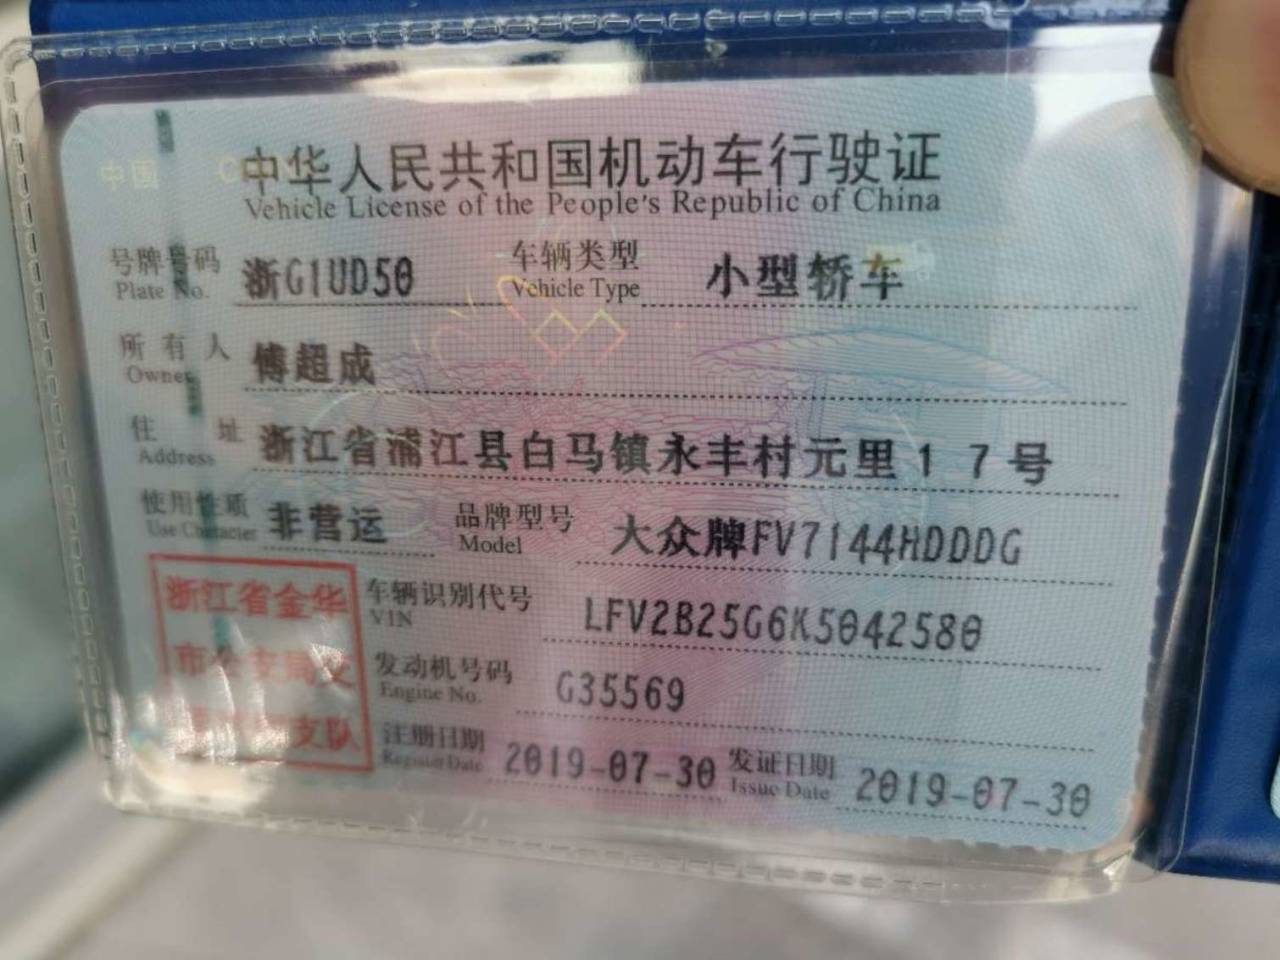 中国
中华人民共和国机动车行驶证
Vehicle License of the People's Republic of China
号牌号码 浙G1UD50 车辆类型 小型轿车
Plate No. Vehicle Type
所有人 傅超成
Owner
住址 浙江省浦江县白马镇永丰村元里17号
Address
使用性质 非营运 品牌型号 大众牌FV7144HDDDG
Use Character Model
浙江省金华 车辆识别代号 LFV2B25G6K5042580
VIN
发动机号码 G35569
Engine No.
支队 注册日期 2019-07-30 发证日期 2019-07-30
Register Date Issue Date